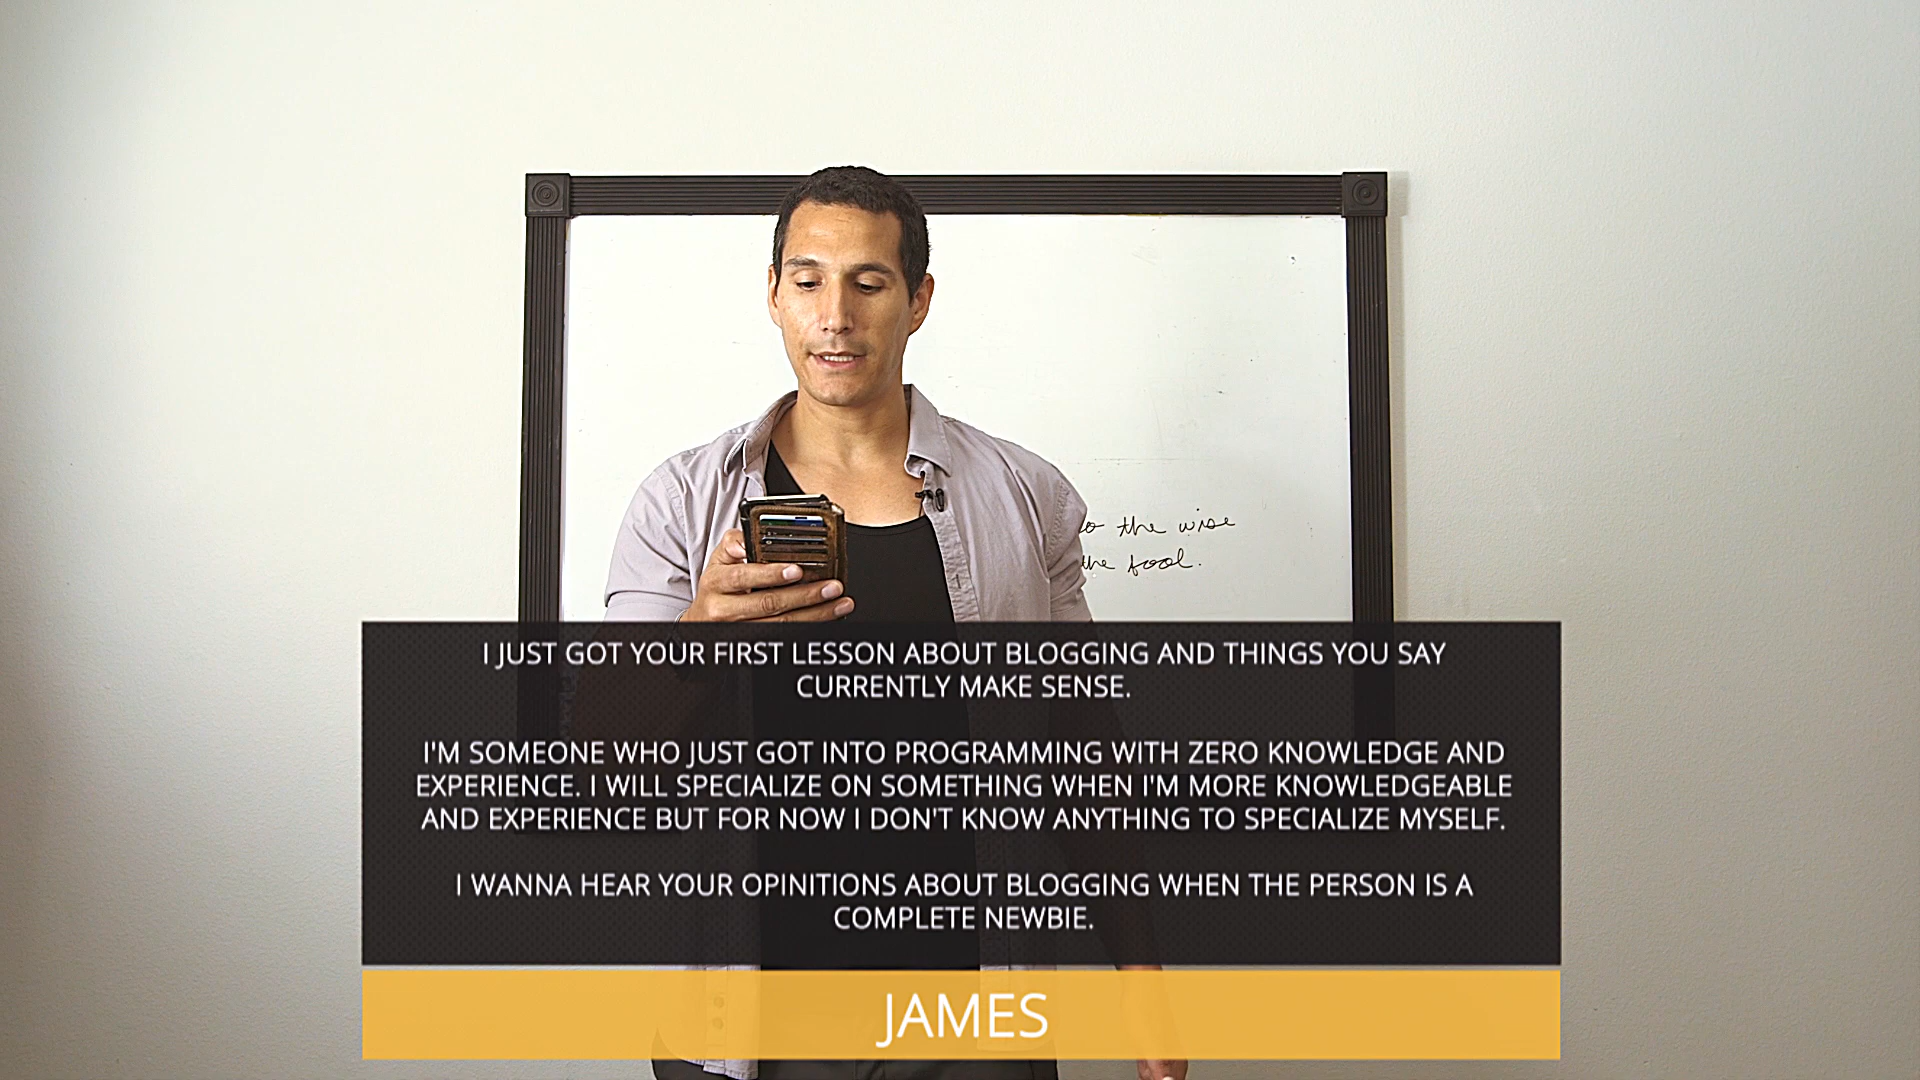 o the wise
the fool.
I JUST GOT YOUR FIRST LESSON ABOUT BLOGGING AND THINGS YOU SAY
CURRENTLY MAKE SENSE.
I'M SOMEONE WHO JUST GOT INTO PROGRAMMING WITH ZERO KNOWLEDGE AND
EXPERIENCE. I WILL SPECIALIZE ON SOMETHING WHEN I'M MORE KNOWLEDGEABLE
AND EXPERIENCE BUT FOR NOW I DON'T KNOW ANYTHING TO SPECIALIZE MYSELF.
I WANNA HEAR YOUR OPINITIONS ABOUT BLOGGING WHEN THE PERSON IS A
COMPLETE NEWBIE.
JAMES